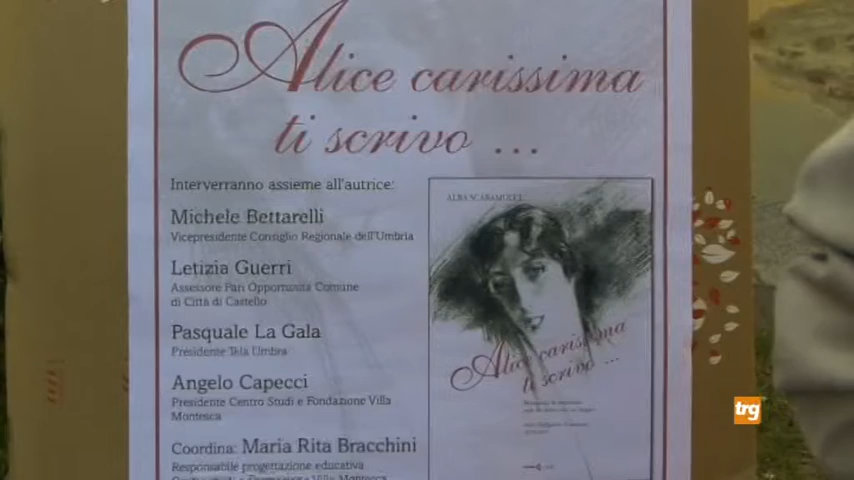 Alice carissima
ti scrivo ...
Interverranno assieme all'autrice:
Michele Bettarelli
Vicepresidente Consiglio Regionale dell'Umbria
Letizia Guerri
Assessore Pari Opportunità Comune
di Città di Castello
Pasquale La Gala
Presidente Tela Umbra
Angelo Capecci
Presidente Centro Studi e Fondazione Villa
Montesca
Coordina: Maria Rita Bracchini
Responsabile progettazione educativa
ALBA SCARAMUCCI
Alice carissima
ti scrivo ...
trg